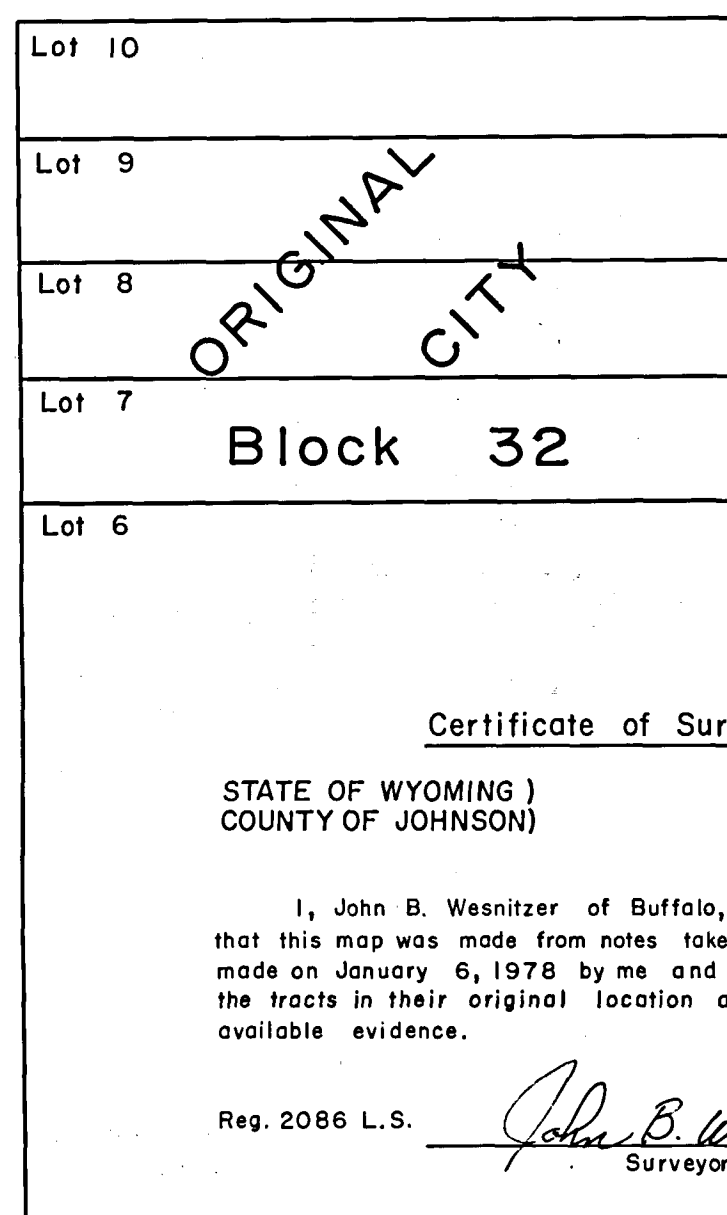 Lot 10
Lot 9
ORIGINAL
Lot 8
CITY
Lot 7
Block 32
Lot 6
Certificate of Sur
STATE OF WYOMING )
COUNTY OF JOHNSON)
I, John B. Wesnitzer of Buffalo,
that this map was made from notes take
made on January 6, 1978 by me and
the tracts in their original location a
available evidence.
Reg. 2086 L.S.
John B. W
Surveyor